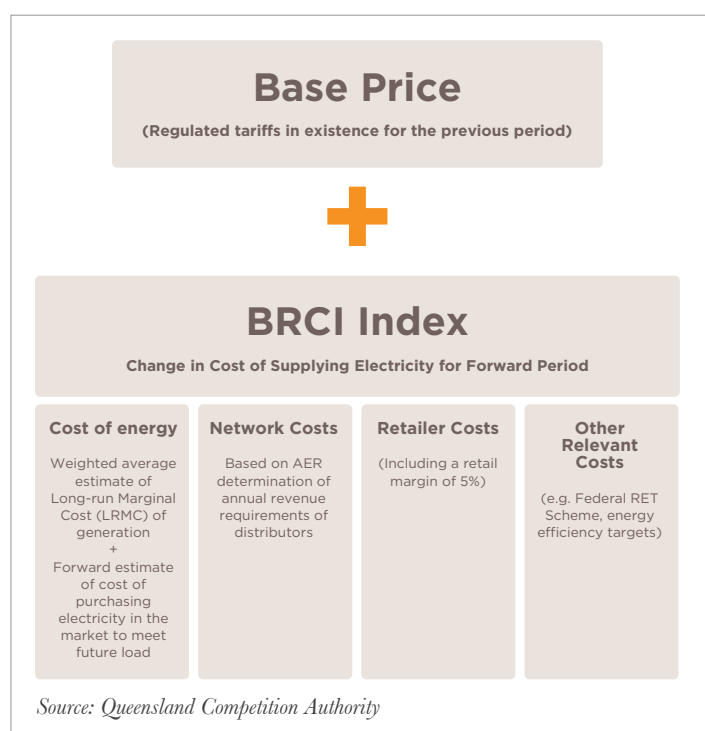 Base Price
(Regulated tariffs in existence for the previous period)
BRCI Index
Change in Cost of Supplying Electricity for Forward Period
Cost of energy
Weighted average
estimate of
Long-run Marginal
Cost (LRMC) of
generation
+
Forward estimate
of cost of
purchasing
electricity in the
market to meet
future load
Network Costs
Based on AER
determination of
annual revenue
requirements of
distributors
Retailer Costs
(Including a retail
margin of 5%)
Other
Relevant
Costs
(e.g. Federal RET
Scheme, energy
efficiency targets)
Source: Queensland Competition Authority